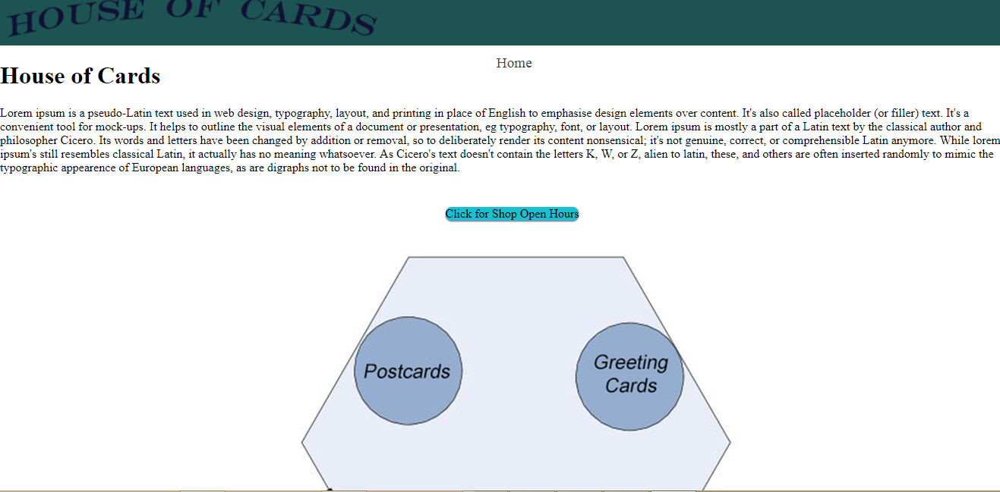 HOUSE OF CARDS
Home
House of Cards
Lorem ipsum is a pseudo-Latin text used in web design, typography, layout, and printing in place of English to emphasise design elements over content. It's also called placeholder (or filler) text. It's a
convenient tool for mock-ups. It helps to outline the visual elements of a document or presentation, eg typography, font, or layout. Lorem ipsum is mostly a part of a Latin text by the classical author and
philosopher Cicero. Its words and letters have been changed by addition or removal, so to deliberately render its content nonsensical; it's not genuine, correct, or comprehensible Latin anymore. While lorem
ipsum's still resembles classical Latin, it actually has no meaning whatsoever. As Cicero's text doesn't contain the letters K, W, or Z, alien to latin, these, and others are often inserted randomly to mimic the
typographic appearence of European languages, as are digraphs not to be found in the original.
Click for Shop Open Hours
Postcards
Greeting
Cards